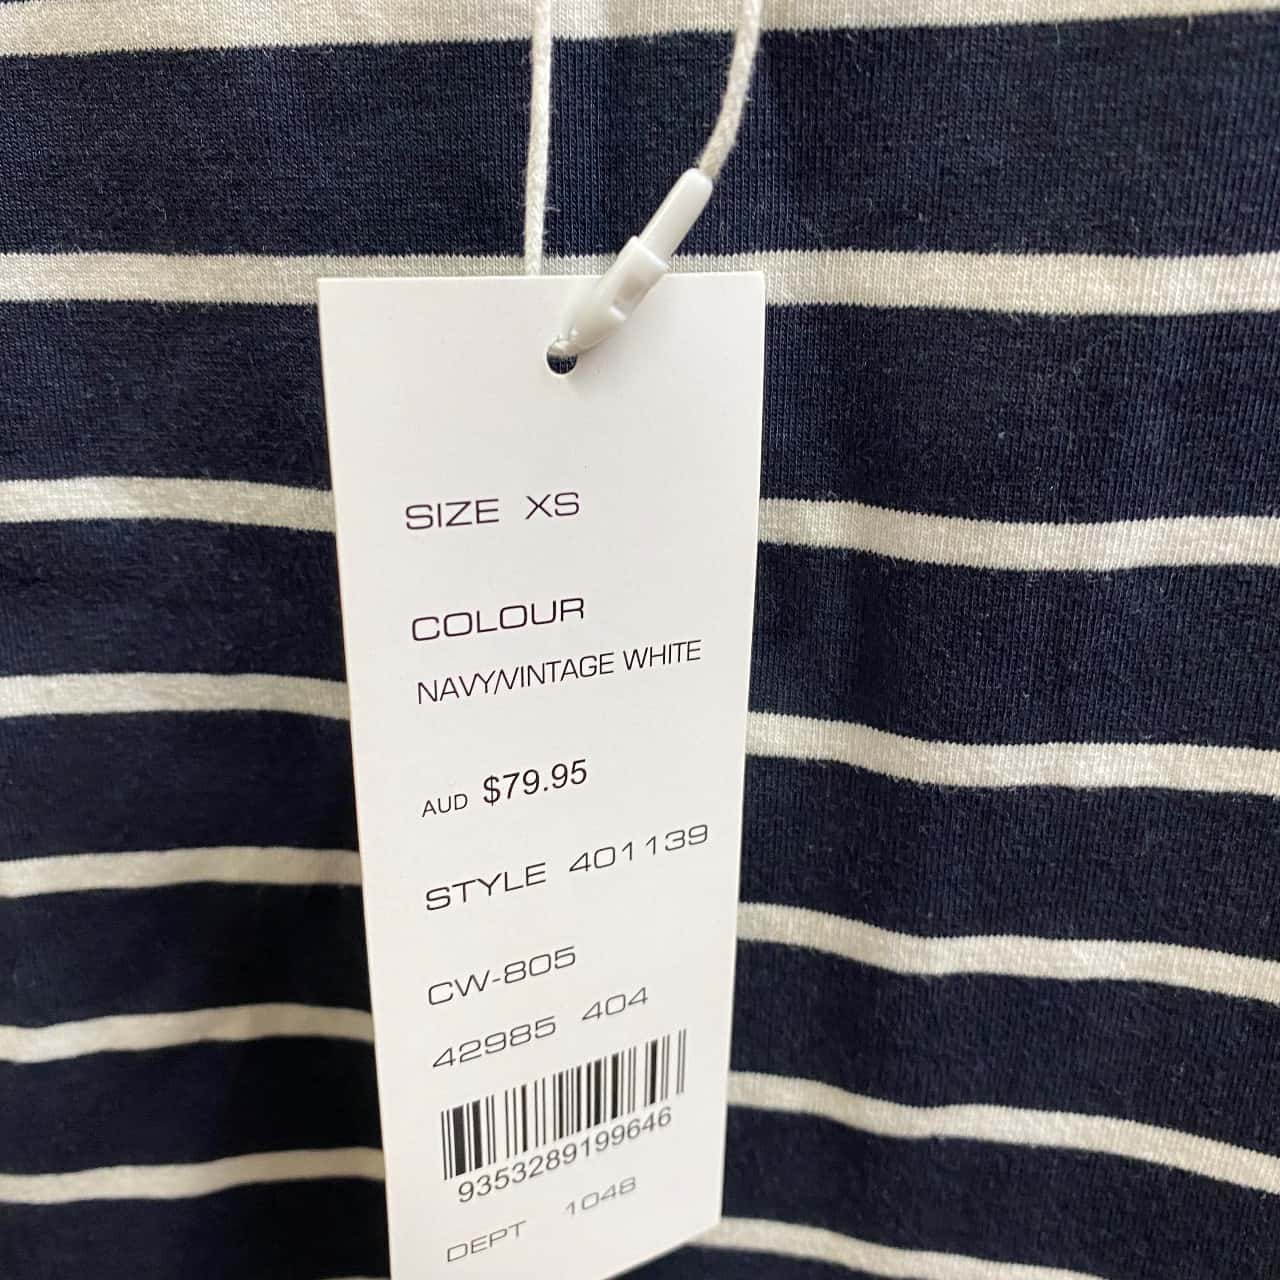 SIZE XS
COLOUR
NAVY/VINTAGE WHITE
AUD $79.95
STYLE 401139
CW-805
42985 404
9353289199646
DEPT 1048